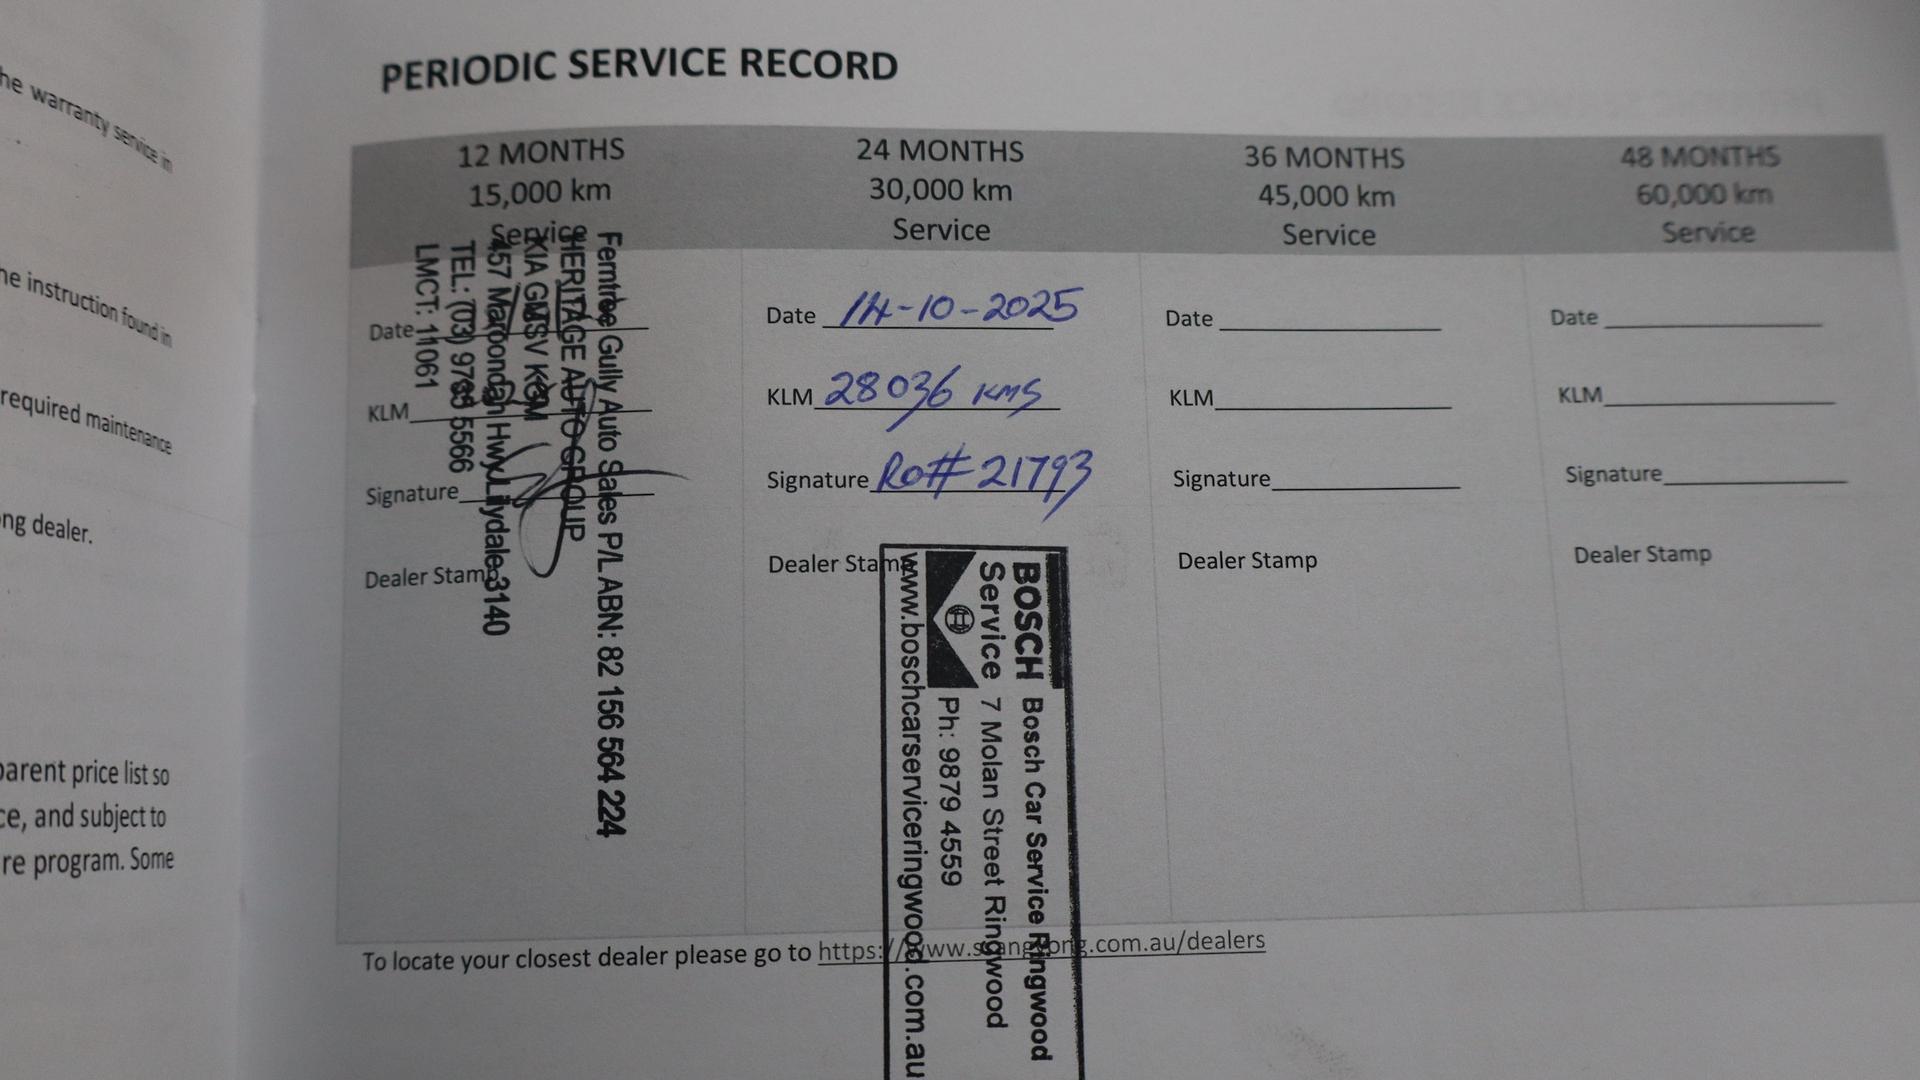 he warranty service in
he instruction found in
required maintenance
ng dealer.
parent price list so
ce, and subject to
re program. Some
PERIODIC SERVICE RECORD
12 MONTHS
15,000 km
Service
Date
KLM
Signature
Dealer Stamp
Ferntree Gully Auto Sales P/L ABN: 82 156 564 224
HERITAGE AUTO GROUP
KIA GMSV KGM
457 Maroondah Hwy Lilydale 3140
TEL: (03) 5566
LMCT: 11061
24 MONTHS
30,000 km
Service
Date 14-10-2025
KLM 28036 KMS
Signature Ro# 21793
Dealer Stamp
BOSCH Bosch Car Service Ringwood
Service 7 Molan Street Ringwood
Ph: 9879 4559
www.boschcarserviceringwood.com.au
36 MONTHS
45,000 km
Service
Date
KLM
Signature
Dealer Stamp
48 MONTHS
60,000 km
Service
Date
KLM
Signature
Dealer Stamp
To locate your closest dealer please go to https://www.ssangyong.com.au/dealers